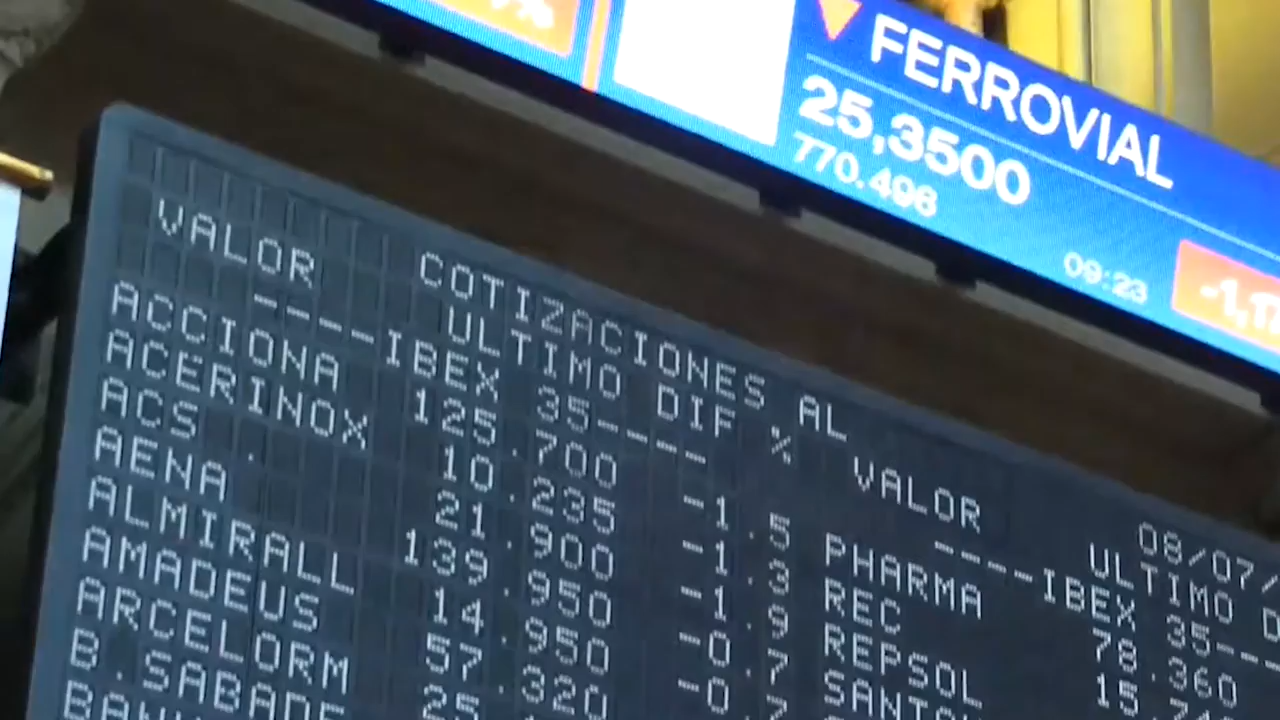 FERROVIAL
25,3500
770.496
09:23
COTIZACIONES AL 08/07/
VALOR ULTIMO DIF % VALOR ULTIMO D
----IBEX 35---- ----IBEX 35---
ACCIONA 125.700 -1.5 PHARMA 78.360
ACERINOX 10.235 -1.3 REC 15
ACS 21.900 -1.9 REPSOL
AENA 139.950 -0.7
ALMIRALL 14.950 -0.7
AMADEUS 57.320
ARCELORM 25
B.SABADE